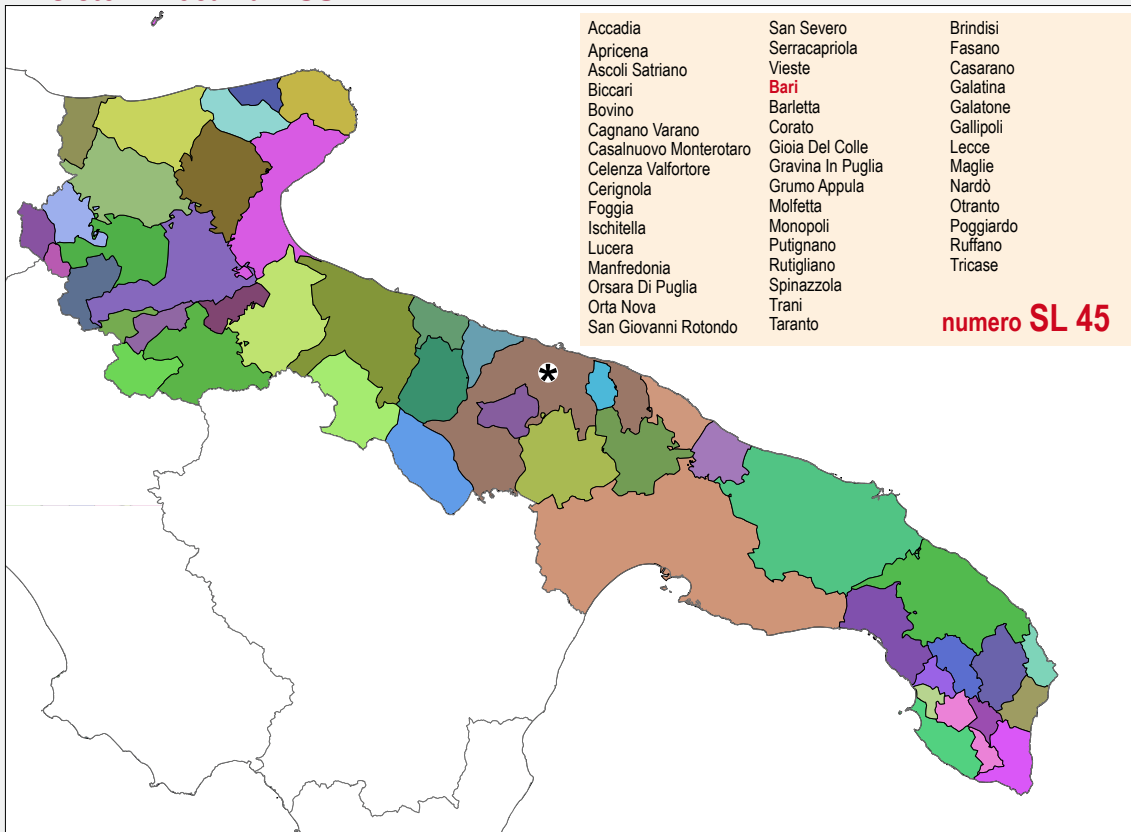 Accadia
Apricena
Ascoli Satriano
Biccari
Bovino
Cagnano Varano
Casalnuovo Monterotaro
Celenza Valfortore
Cerignola
Foggia
Ischitella
Lucera
Manfredonia
Orsara Di Puglia
Orta Nova
San Giovanni Rotondo
San Severo
Serracapriola
Vieste
Bari
Barletta
Corato
Gioia Del Colle
Gravina In Puglia
Grumo Appula
Molfetta
Monopoli
Putignano
Rutigliano
Spinazzola
Trani
Taranto
Brindisi
Fasano
Casarano
Galatina
Galatone
Gallipoli
Lecce
Maglie
Nardò
Otranto
Poggiardo
Ruffano
Tricase
numero SL 45